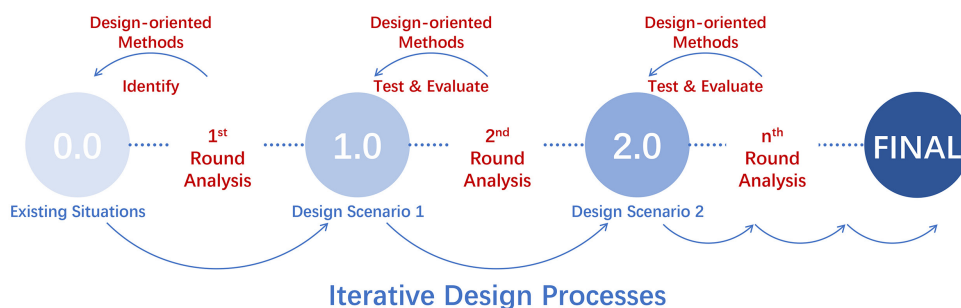 Design-oriented
Methods
Design-oriented
Methods
Design-oriented
Methods
Identify
Test & Evaluate
Test & Evaluate
0.0
1st
Round
Analysis
1.0
2nd
Round
Analysis
2.0
nth
Round
Analysis
FINAL
Existing Situations
Design Scenario 1
Design Scenario 2
Iterative Design Processes